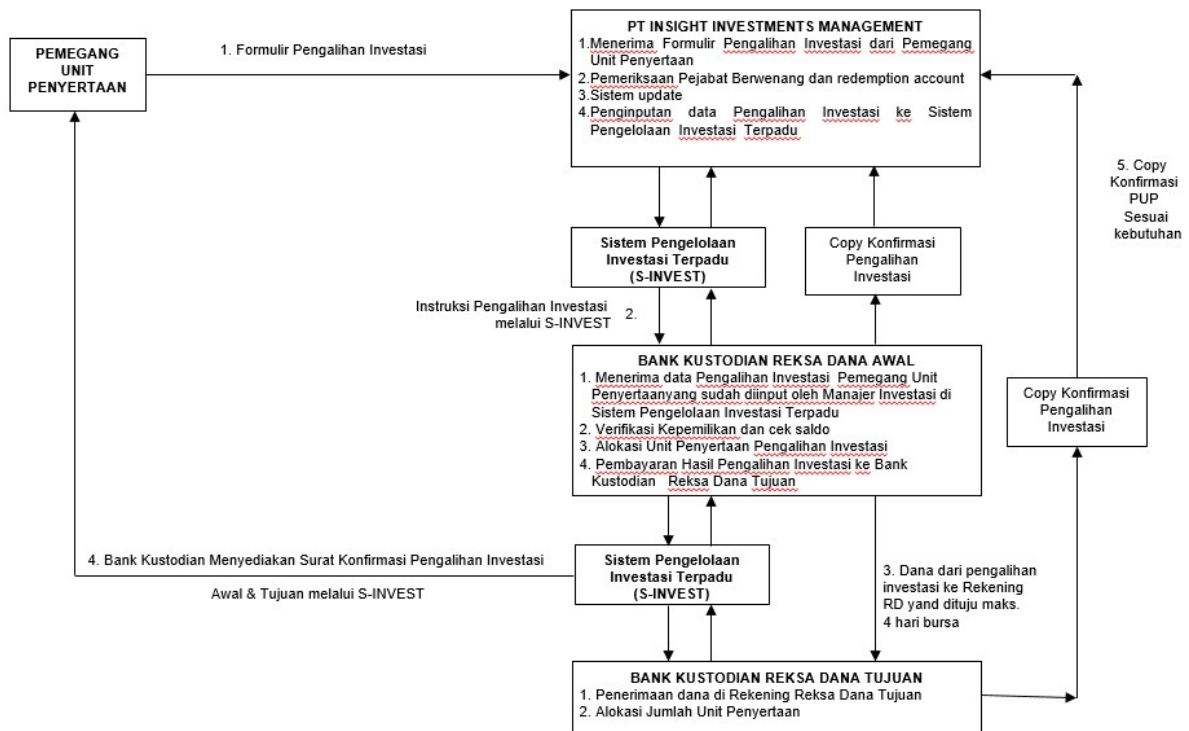 PT INSIGHT INVESTMENTS MANAGEMENT
1.Menerima Formulir Pengalihan Investasi dari Pemegang
Unit Penyertaan
2.Pemeriksaan Pejabat Berwenang dan redemption account
3.Sistem update
4.Penginputan data Pengalihan Investasi ke Sistem
Pengelolaan Investasi Terpadu
PEMEGANG
UNIT
PENYERTAAN
1. Formulir Pengalihan Investasi
5. Copy
Konfirmasi
PUP
Sesuai
kebutuhan
Sistem Pengelolaan
Investasi Terpadu
(S-INVEST)
Copy Konfirmasi
Pengalihan
Investasi
Instruksi Pengalihan Investasi
melalui S-INVEST
2.
BANK KUSTODIAN REKSA DANA AWAL
1. Menerima data Pengalihan Investasi Pemegang Unit
Penyertaanyang sudah diinput oleh Manajer Investasi di
Sistem Pengelolaan Investasi Terpadu
2. Verifikasi Kepemilikan dan cek saldo
3. Alokasi Unit Penyertaan Pengalihan Investasi
4. Pembayaran Hasil Pengalihan Investasi ke Bank
Kustodian Reksa Dana Tujuan
Copy Konfirmasi
Pengalihan
Investasi
4. Bank Kustodian Menyediakan Surat Konfirmasi Pengalihan Investasi
Awal & Tujuan melalui S-INVEST
Sistem Pengelolaan
Investasi Terpadu
(S-INVEST)
3. Dana dari pengalihan
investasi ke Rekening
RD yand dituju maks.
4 hari bursa
BANK KUSTODIAN REKSA DANA TUJUAN
1. Penerimaan dana di Rekening Reksa Dana Tujuan
2. Alokasi Jumlah Unit Penyertaan